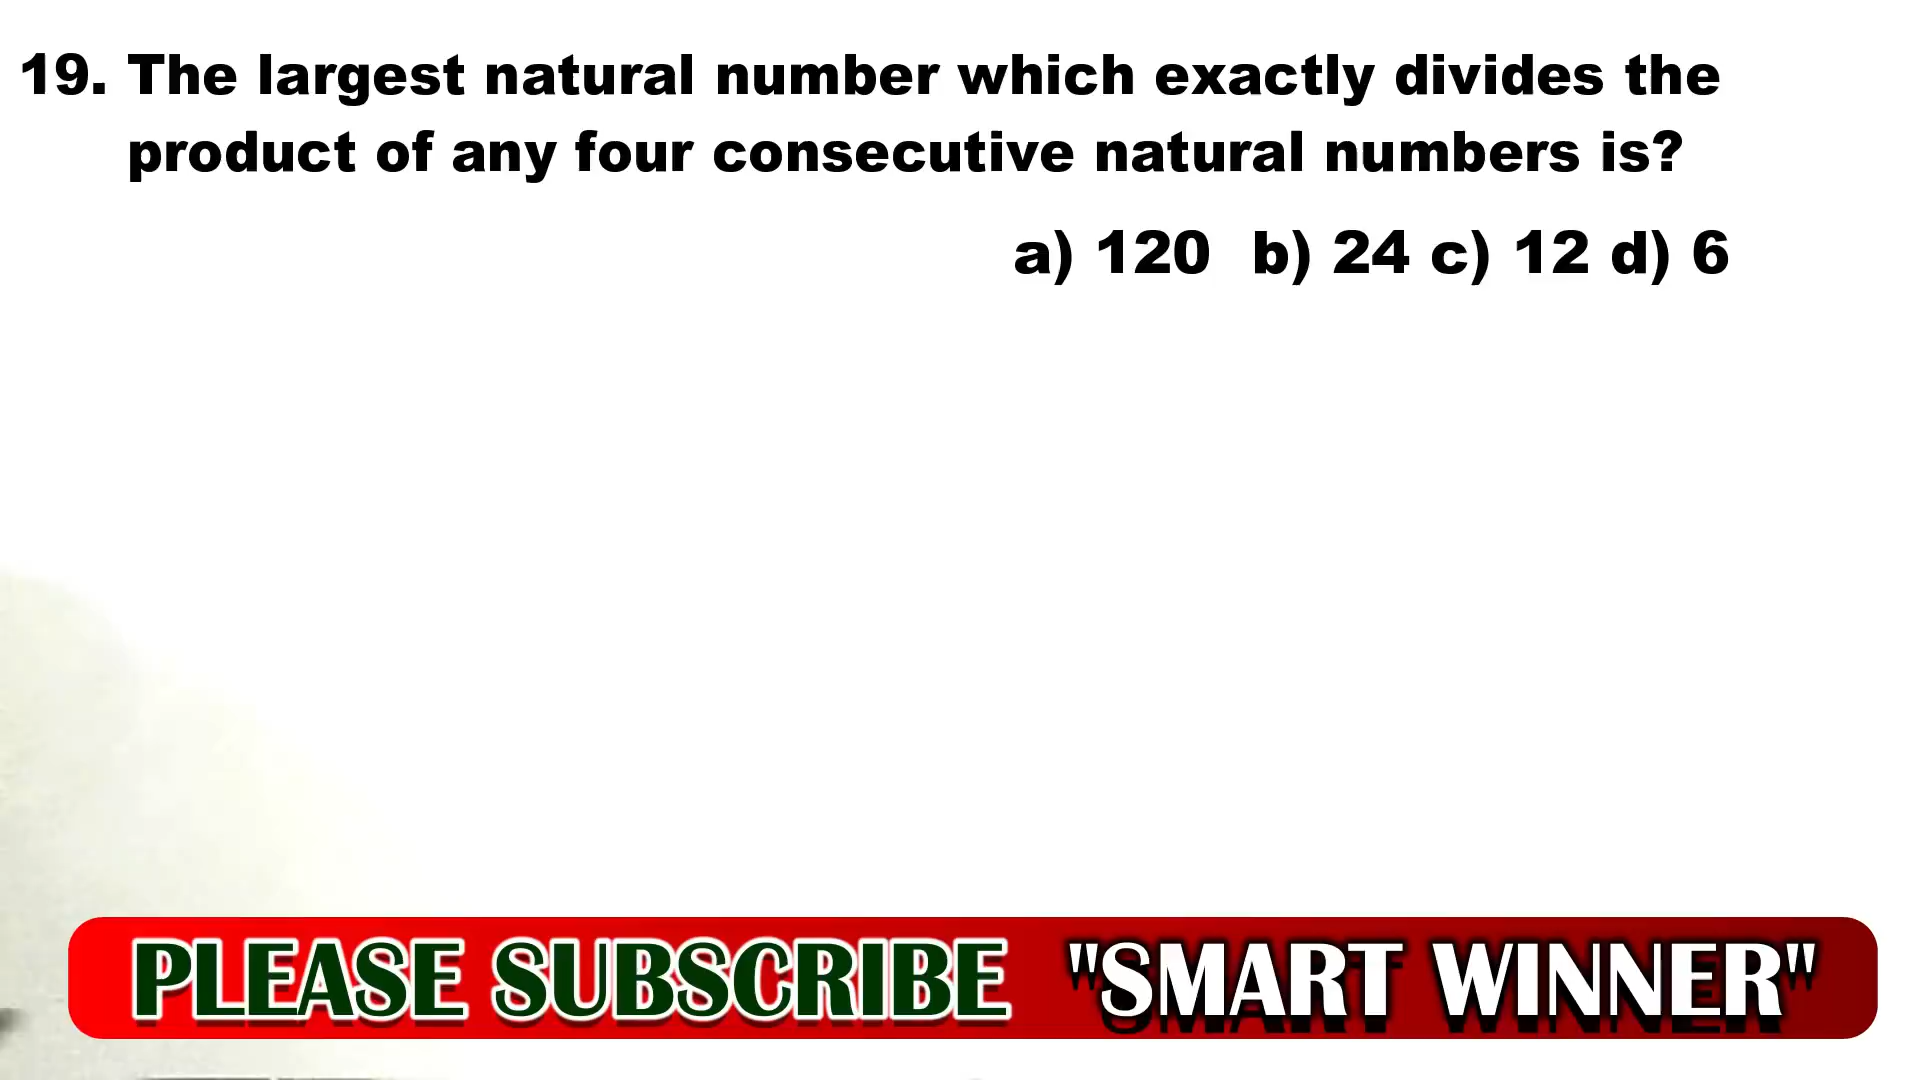 19. The largest natural number which exactly divides the
product of any four consecutive natural numbers is?
a) 120 b) 24 c) 12 d) 6
PLEASE SUBSCRIBE "SMART WINNER"